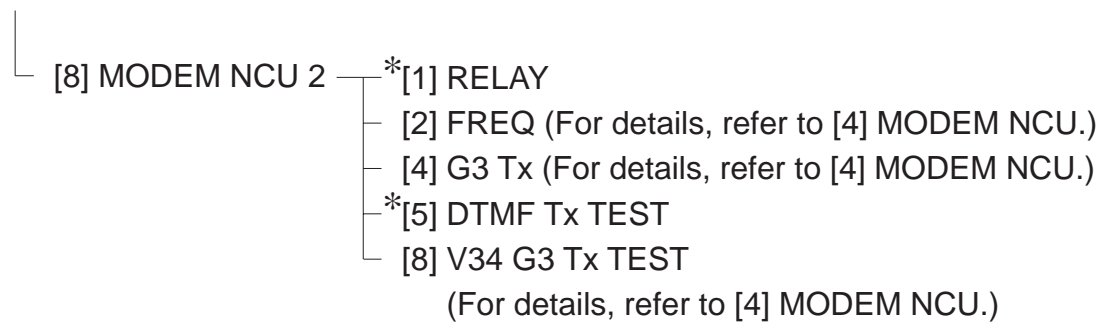 [8] MODEM NCU 2
*[1] RELAY
[2] FREQ (For details, refer to [4] MODEM NCU.)
[4] G3 Tx (For details, refer to [4] MODEM NCU.)
*[5] DTMF Tx TEST
[8] V34 G3 Tx TEST
(For details, refer to [4] MODEM NCU.)